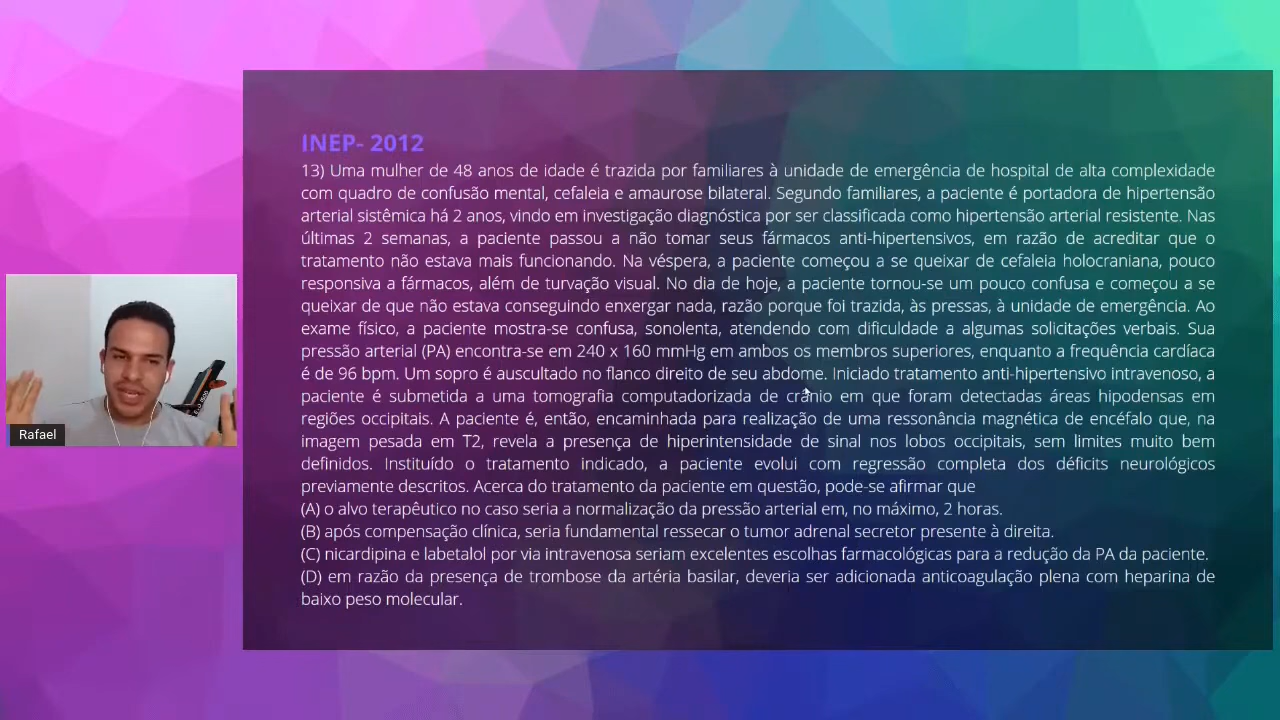 INEP- 2012
13) Uma mulher de 48 anos de idade é trazida por familiares à unidade de emergência de hospital de alta complexidade
com quadro de confusão mental, cefaleia e amaurose bilateral. Segundo familiares, a paciente é portadora de hipertensão
arterial sistêmica há 2 anos, vindo em investigação diagnóstica por ser classificada como hipertensão arterial resistente. Nas
últimas 2 semanas, a paciente passou a não tomar seus fármacos anti-hipertensivos, em razão de acreditar que o
tratamento não estava mais funcionando. Na véspera, a paciente começou a se queixar de cefaleia holocraniana, pouco
responsiva a fármacos, além de turvação visual. No dia de hoje, a paciente tornou-se um pouco confusa e começou a se
queixar de que não estava conseguindo enxergar nada, razão porque foi trazida, às pressas, à unidade de emergência. Ao
exame físico, a paciente mostra-se confusa, sonolenta, atendendo com dificuldade a algumas solicitações verbais. Sua
pressão arterial (PA) encontra-se em 240 x 160 mmHg em ambos os membros superiores, enquanto a frequência cardíaca
é de 96 bpm. Um sopro é auscultado no flanco direito de seu abdome. Iniciado tratamento anti-hipertensivo intravenoso, a
paciente é submetida a uma tomografia computadorizada de crânio em que foram detectadas áreas hipodensas em
regiões occipitais. A paciente é, então, encaminhada para realização de uma ressonância magnética de encéfalo que, na
imagem pesada em T2, revela a presença de hiperintensidade de sinal nos lobos occipitais, sem limites muito bem
definidos. Instituído o tratamento indicado, a paciente evolui com regressão completa dos déficits neurológicos
previamente descritos. Acerca do tratamento da paciente em questão, pode-se afirmar que
(A) o alvo terapêutico no caso seria a normalização da pressão arterial em, no máximo, 2 horas.
(B) após compensação clínica, seria fundamental ressecar o tumor adrenal secretor presente à direita.
(C) nicardipina e labetalol por via intravenosa seriam excelentes escolhas farmacológicas para a redução da PA da paciente.
(D) em razão da presença de trombose da artéria basilar, deveria ser adicionada anticoagulação plena com heparina de
baixo peso molecular.
Rafael